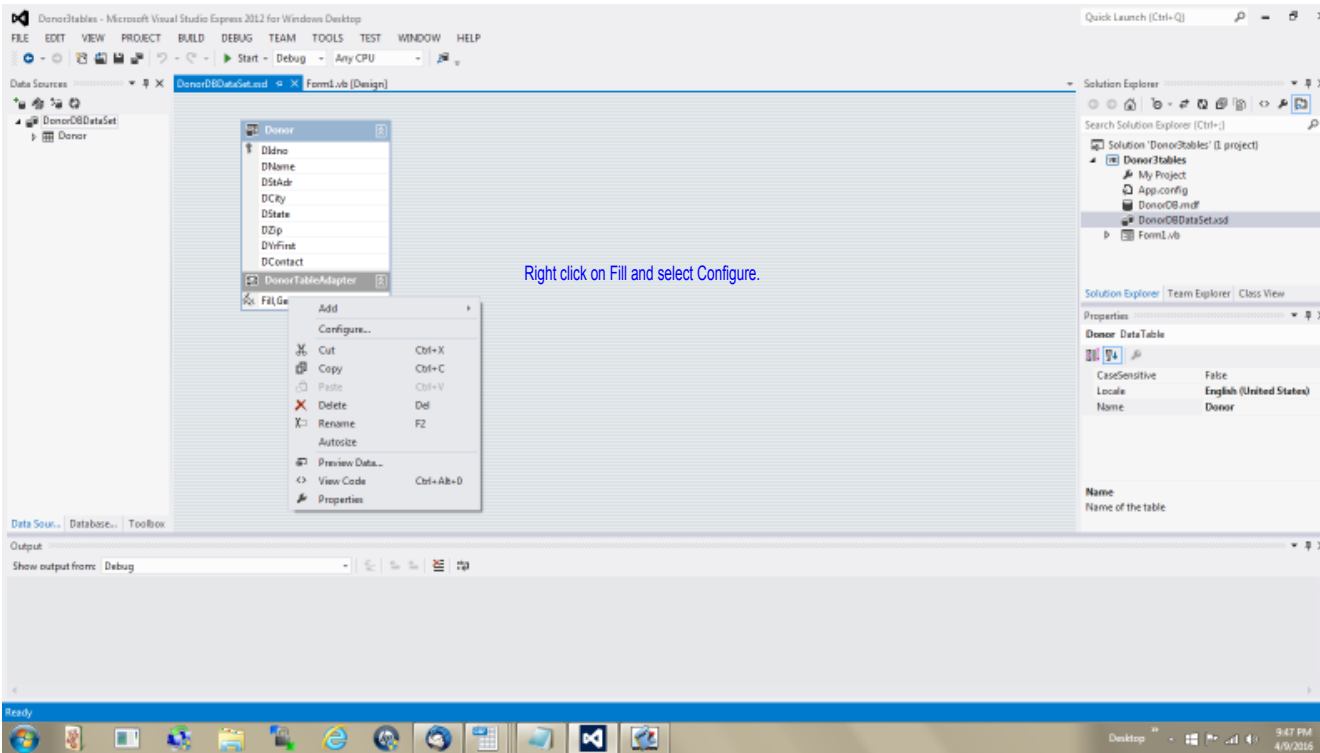 Donor3tables - Microsoft Visual Studio Express 2012 for Windows Desktop
Quick Launch (Ctrl+Q)
FILE EDIT VIEW PROJECT BUILD DEBUG TEAM TOOLS TEST WINDOW HELP
Start Debug Any CPU
Data Sources
DonorDBDataSet.xsd
Form1.vb [Design]
Solution Explorer
DonorDBDataSet
Donor
Search Solution Explorer (Ctrl+;)
Solution 'Donor3tables' (1 project)
Donor3tables
My Project
App.config
DonorDB.mdf
DonorDBDataSet.xsd
Form1.vb
Donor
DIdno
DName
DStAdr
DCity
DState
DZip
DYrFirst
DContact
DonorTableAdapter
Fill,Ge
Right click on Fill and select Configure.
Add
Configure...
Cut Ctrl+X
Copy Ctrl+C
Paste Ctrl+V
Delete Del
Rename F2
Autosize
Preview Data...
View Code Ctrl+Alt+D
Properties
Solution Explorer Team Explorer Class View
Properties
Donor DataTable
CaseSensitive False
Locale English (United States)
Name Donor
Name
Name of the table
Data Sour... Database... Toolbox
Output
Show output from: Debug
Ready
Desktop
9:47 PM
4/9/2016